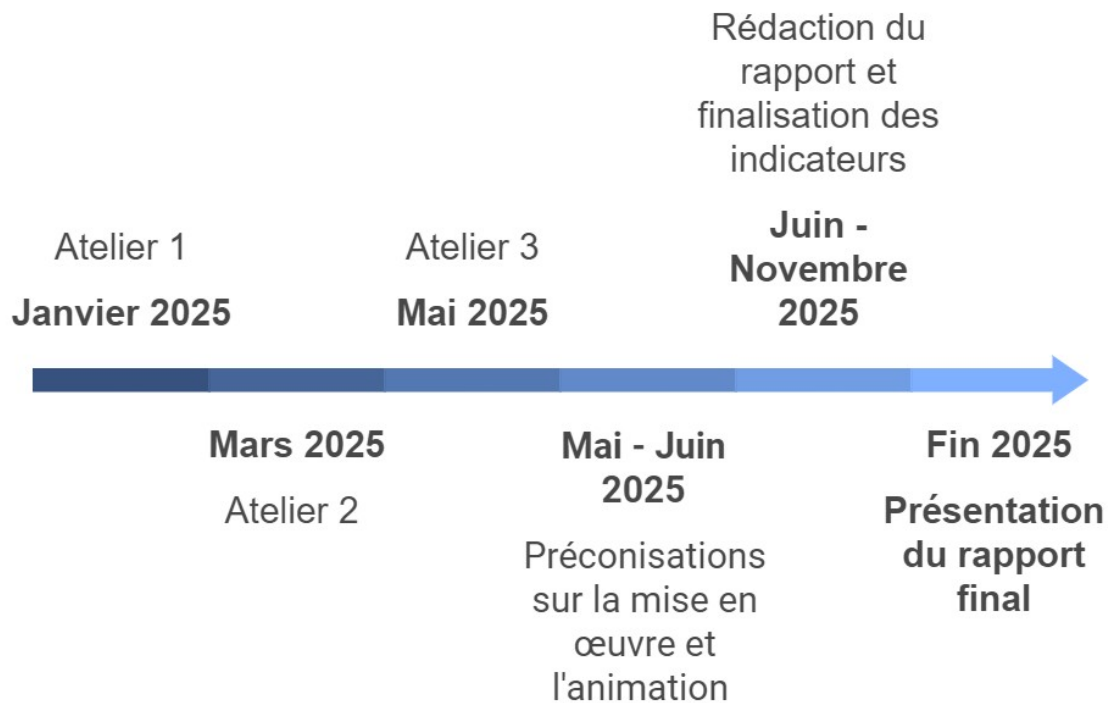 Atelier 1
Janvier 2025
Mars 2025
Atelier 2
Atelier 3
Mai 2025
Mai - Juin
2025
Préconisations
sur la mise en
œuvre et
l'animation
Rédaction du
rapport et
finalisation des
indicateurs
Juin -
Novembre
2025
Fin 2025
Présentation
du rapport
final